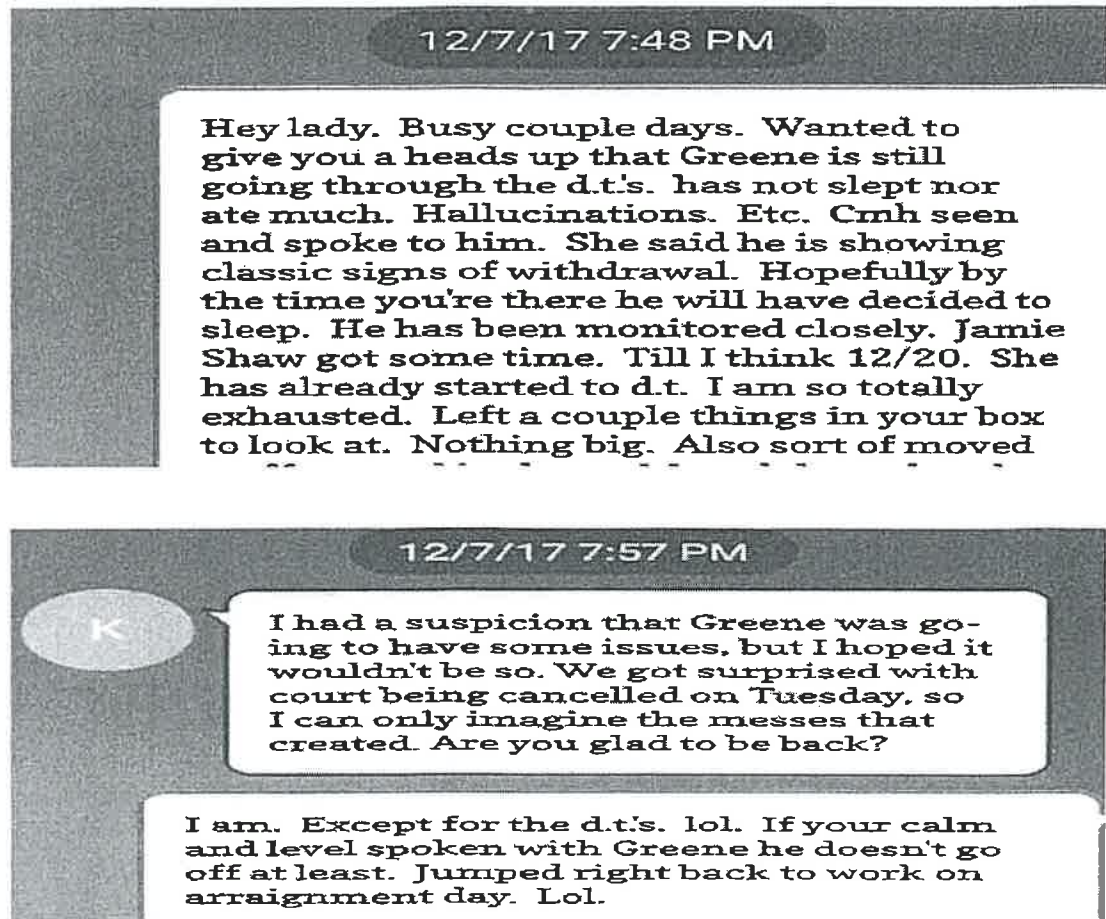 12/7/17 7:48 PM
Hey lady. Busy couple days. Wanted to
give you a heads up that Greene is still
going through the d.t.'s. has not slept nor
ate much. Hallucinations. Etc. Cmh seen
and spoke to him. She said he is showing
classic signs of withdrawal. Hopefully by
the time you're there he will have decided to
sleep. He has been monitored closely. Jamie
Shaw got some time. Till I think 12/20. She
has already started to d.t. I am so totally
exhausted. Left a couple things in your box
to look at. Nothing big. Also sort of moved
12/7/17 7:57 PM
K
I had a suspicion that Greene was go-
ing to have some issues, but I hoped it
wouldn't be so. We got surprised with
court being cancelled on Tuesday, so
I can only imagine the messes that
created. Are you glad to be back?
I am. Except for the d.t.'s. lol. If your calm
and level spoken with Greene he doesn't go
off at least. Jumped right back to work on
arraignment day. Lol.